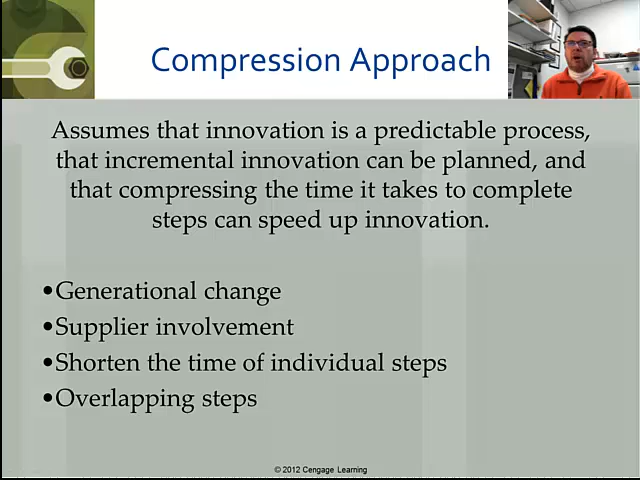 Compression Approach
Assumes that innovation is a predictable process,
that incremental innovation can be planned, and
that compressing the time it takes to complete
steps can speed up innovation.
•Generational change
•Supplier involvement
•Shorten the time of individual steps
•Overlapping steps
© 2012 Cengage Learning